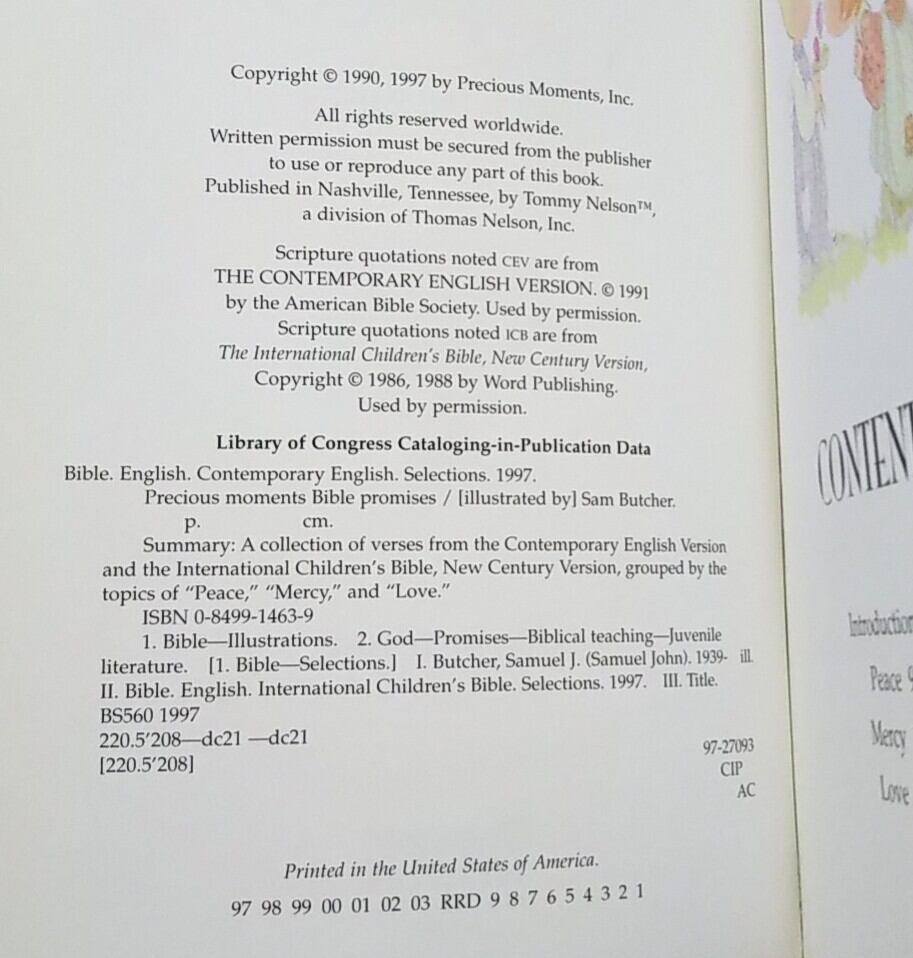 Copyright © 1990, 1997 by Precious Moments, Inc.
All rights reserved worldwide.
Written permission must be secured from the publisher
to use or reproduce any part of this book.
Published in Nashville, Tennessee, by Tommy Nelson™,
a division of Thomas Nelson, Inc.
Scripture quotations noted CEV are from
THE CONTEMPORARY ENGLISH VERSION. © 1991
by the American Bible Society. Used by permission.
Scripture quotations noted ICB are from
The International Children's Bible, New Century Version,
Copyright © 1986, 1988 by Word Publishing.
Used by permission.
Library of Congress Cataloging-in-Publication Data
Bible. English. Contemporary English. Selections. 1997.
Precious moments Bible promises / [illustrated by] Sam Butcher.
p. cm.
Summary: A collection of verses from the Contemporary English Version
and the International Children's Bible, New Century Version, grouped by the
topics of "Peace," "Mercy," and "Love."
ISBN 0-8499-1463-9
1. Bible—Illustrations. 2. God—Promises—Biblical teaching—Juvenile
literature. [1. Bible—Selections.] I. Butcher, Samuel J. (Samuel John). 1939- ill.
II. Bible. English. International Children's Bible. Selections. 1997. III. Title.
BS560 1997
220.5'208—dc21 —dc21
[220.5'208]
97-27093
CIP
AC
Printed in the United States of America.
97 98 99 00 01 02 03 RRD 9 8 7 6 5 4 3 2 1
CONTENT
Introduction
Peace 9
Mercy
Love